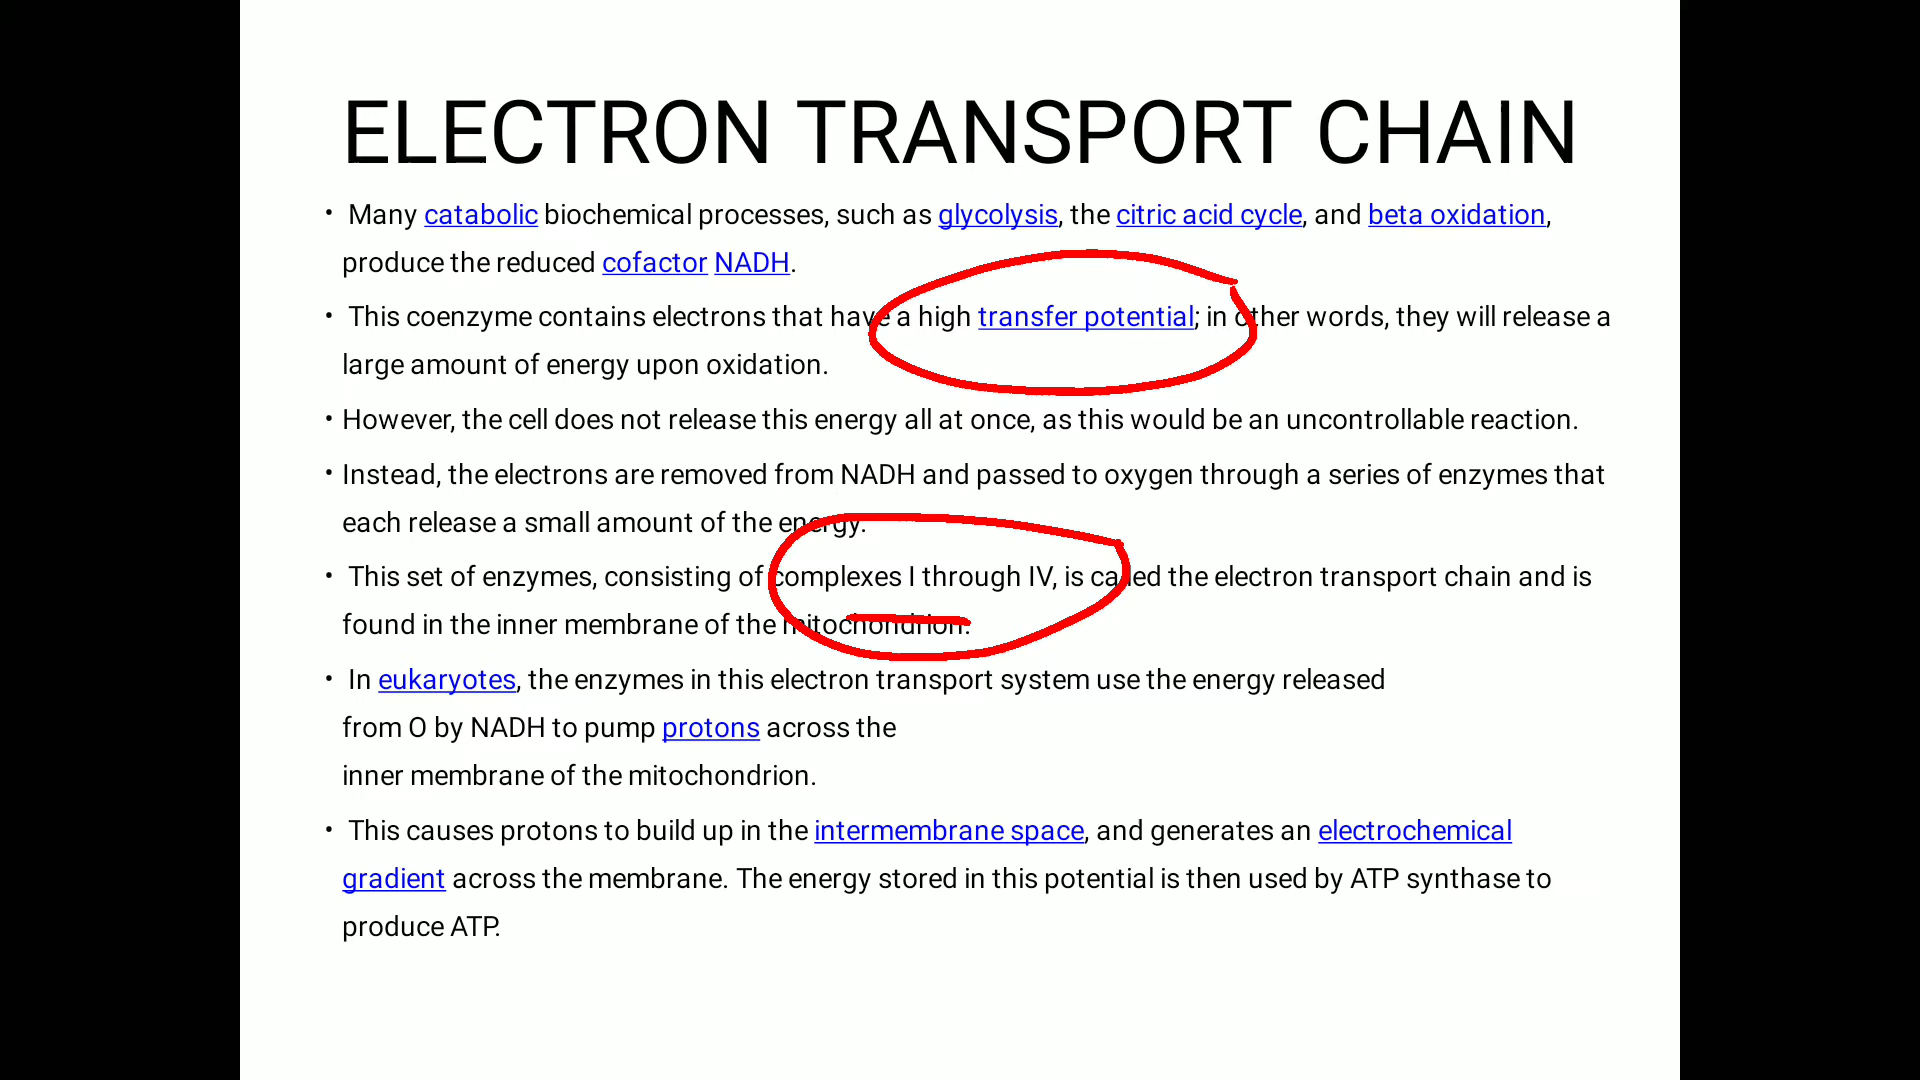 ELECTRON TRANSPORT CHAIN
• Many catabolic biochemical processes, such as glycolysis, the citric acid cycle, and beta oxidation,
produce the reduced cofactor NADH.
• This coenzyme contains electrons that have a high transfer potential; in other words, they will release a
large amount of energy upon oxidation.
• However, the cell does not release this energy all at once, as this would be an uncontrollable reaction.
• Instead, the electrons are removed from NADH and passed to oxygen through a series of enzymes that
each release a small amount of the energy.
• This set of enzymes, consisting of complexes I through IV, is called the electron transport chain and is
found in the inner membrane of the mitochondrion.
• In eukaryotes, the enzymes in this electron transport system use the energy released
from O by NADH to pump protons across the
inner membrane of the mitochondrion.
• This causes protons to build up in the intermembrane space, and generates an electrochemical
gradient across the membrane. The energy stored in this potential is then used by ATP synthase to
produce ATP.